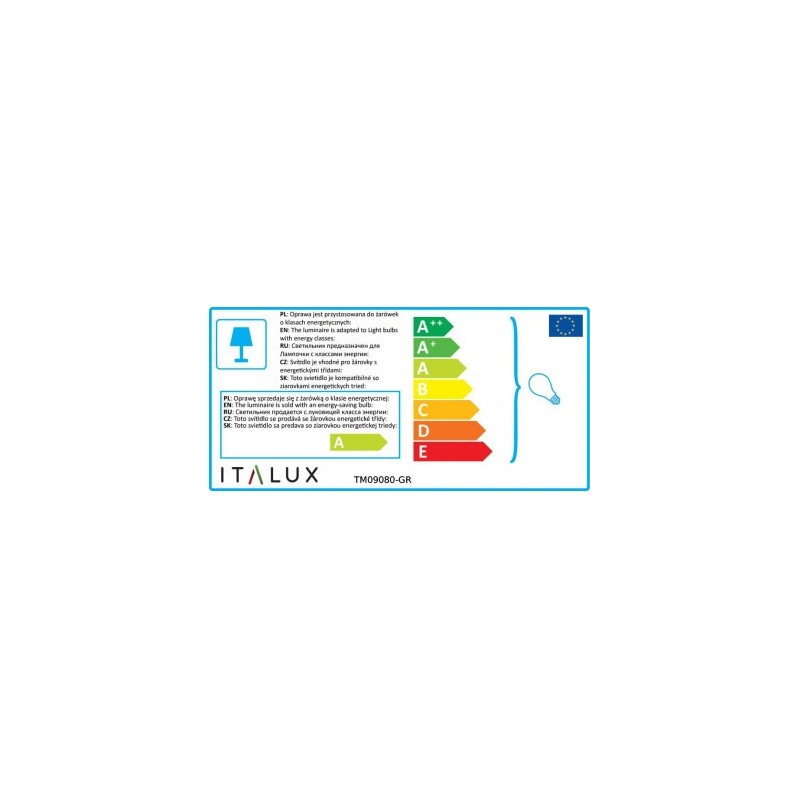 PL: Oprawa jest przystosowana do żarówek
o klasach energetycznych:
EN: The luminaire is adapted to Light bulbs
with energy classes:
RU: Светильник предназначен для
Лампочки с классами энергии:
CZ: Svítidlo je vhodné pro žárovky s
energetickými třídami:
SK: Toto svietidlo je kompatibilné so
žiarovkami energetických tried:
A++
A+
A
B
C
D
E
PL: Oprawę sprzedaje się z żarówką o klasie energetycznej:
EN: The luminaire is sold with an energy-saving bulb:
RU: Светильник продается с луковицей класса энергии:
CZ: Toto svítidlo se prodává se žárovkou energetické třídy:
SK: Toto svietidlo sa predava so ziarovkou energetickej triedy:
A
ITALUX
TM09080-GR